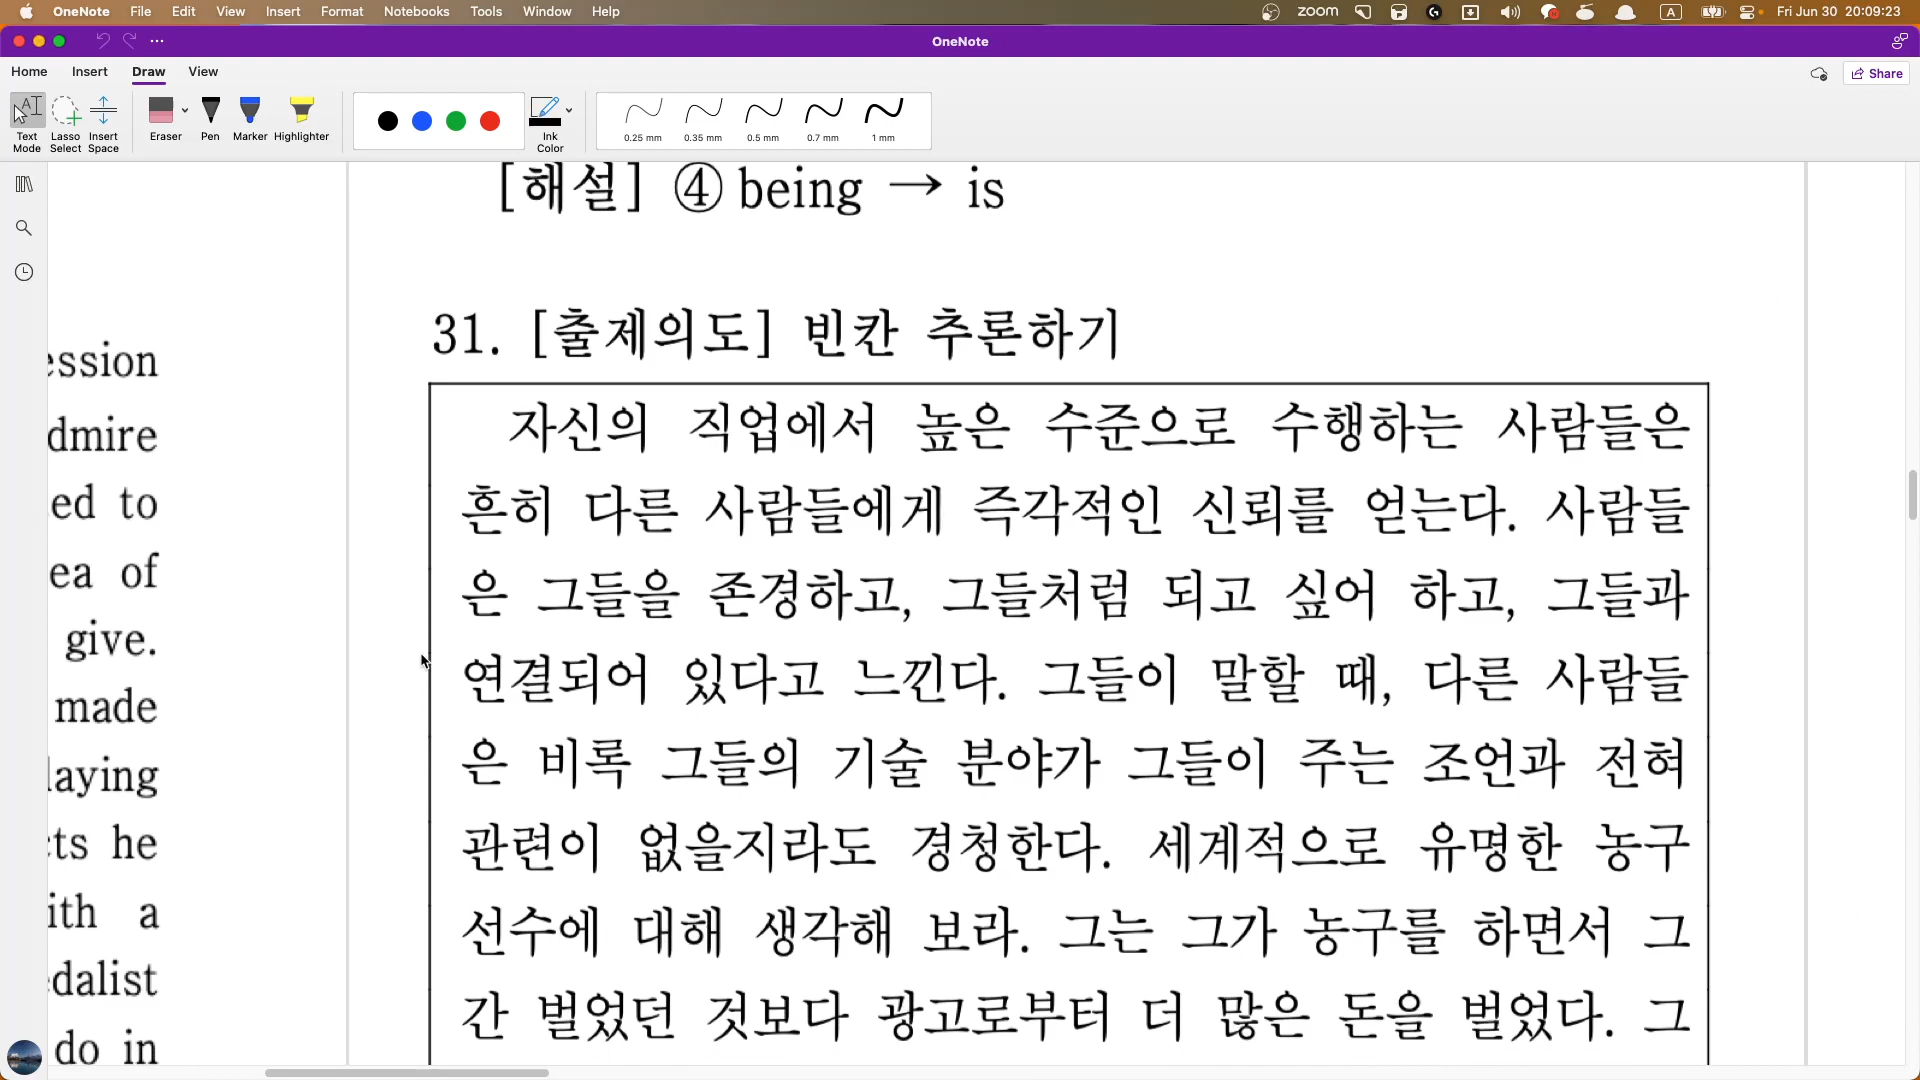 OneNote File Edit View Insert Format Notebooks Tools Window Help zoom A Fri Jun 30 20:09:23
OneNote
Home Insert Draw View Share
Text Mode
Lasso Select
Insert Space
Eraser
Pen
Marker
Highlighter
Ink Color
0.25 mm 0.35 mm 0.5 mm 0.7 mm 1 mm
ession
dmire
ed to
ea of
give.
made
laying
cts he
ith a
edalist
do in
[해설] ④ being → is
31. [출제의도] 빈칸 추론하기
자신의 직업에서 높은 수준으로 수행하는 사람들은
흔히 다른 사람들에게 즉각적인 신뢰를 얻는다. 사람들
은 그들을 존경하고, 그들처럼 되고 싶어 하고, 그들과
연결되어 있다고 느낀다. 그들이 말할 때, 다른 사람들
은 비록 그들의 기술 분야가 그들이 주는 조언과 전혀
관련이 없을지라도 경청한다. 세계적으로 유명한 농구
선수에 대해 생각해 보라. 그는 그가 농구를 하면서 그
간 벌었던 것보다 광고로부터 더 많은 돈을 벌었다. 그